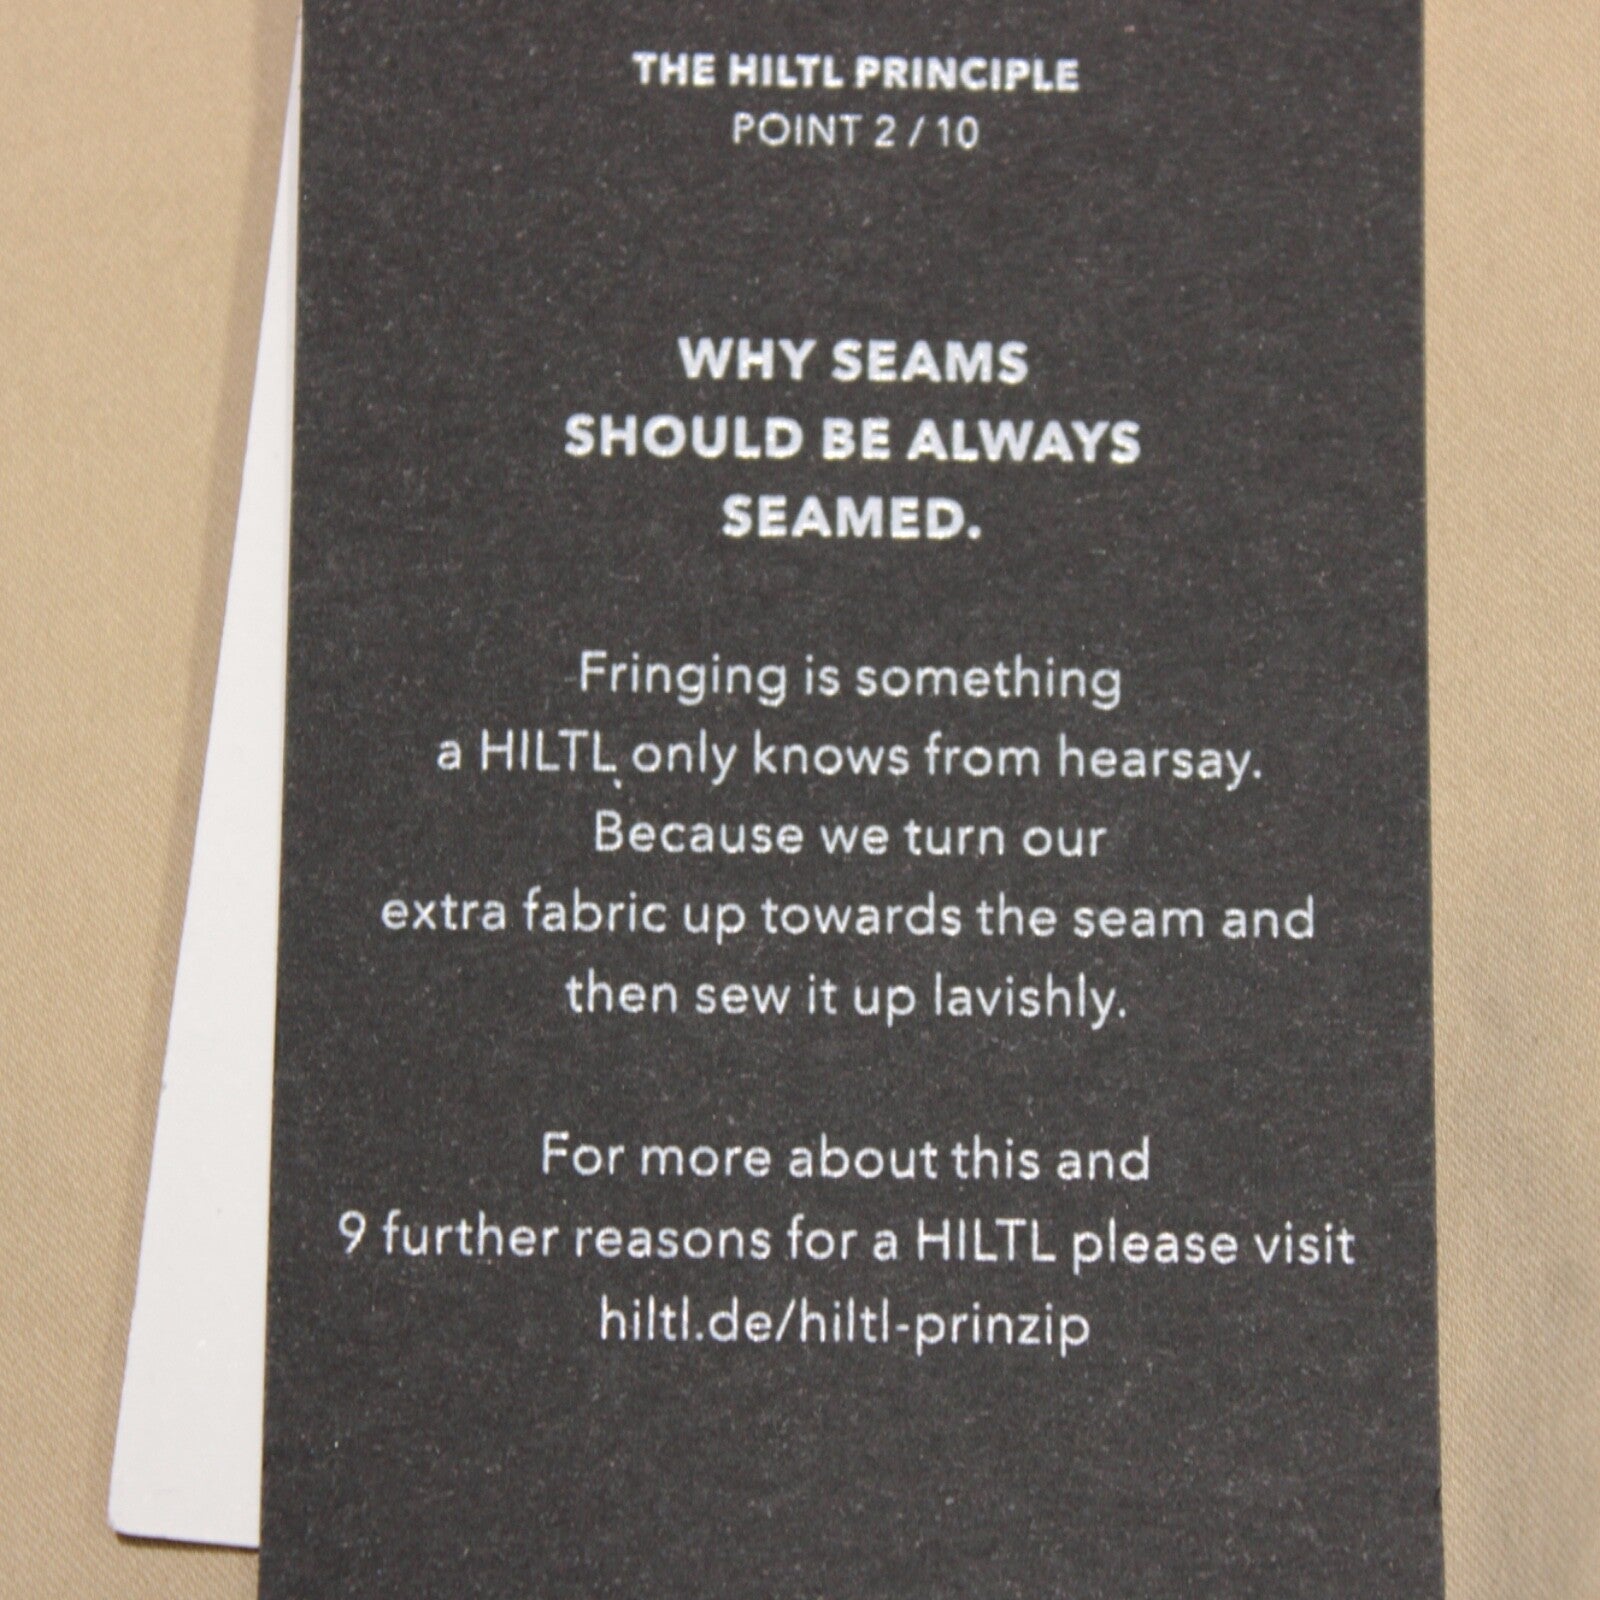 THE HILTL PRINCIPLE
POINT 2 / 10
WHY SEAMS
SHOULD BE ALWAYS
SEAMED.
Fringing is something
a HILTL only knows from hearsay.
Because we turn our
extra fabric up towards the seam and
then sew it up lavishly.
For more about this and
9 further reasons for a HILTL please visit
hiltl.de/hiltl-prinzip